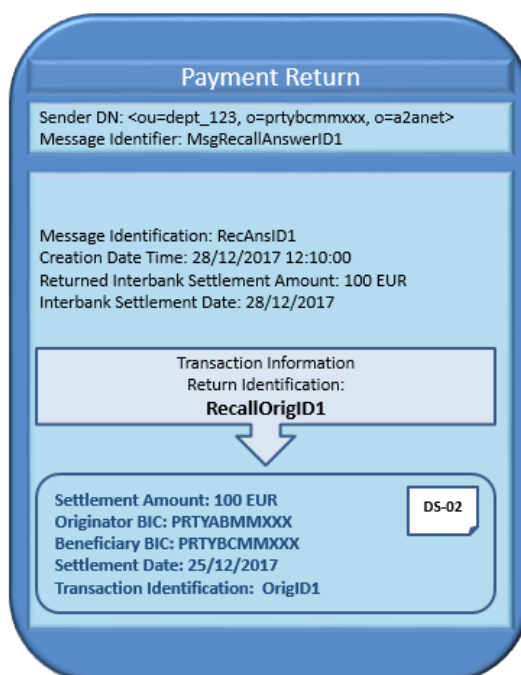 Payment Return
Sender DN: <ou=dept_123, o=prtybcmmxxx, o=a2anet>
Message Identifier: MsgRecallAnswerID1
Message Identification: RecAnsID1
Creation Date Time: 28/12/2017 12:10:00
Returned Interbank Settlement Amount: 100 EUR
Interbank Settlement Date: 28/12/2017
Transaction Information
Return Identification:
RecallOrigID1
Settlement Amount: 100 EUR
Originator BIC: PRTYABMMXXX
Beneficiary BIC: PRTYBCMMXXX
Settlement Date: 25/12/2017
Transaction Identification: OrigID1
DS-02